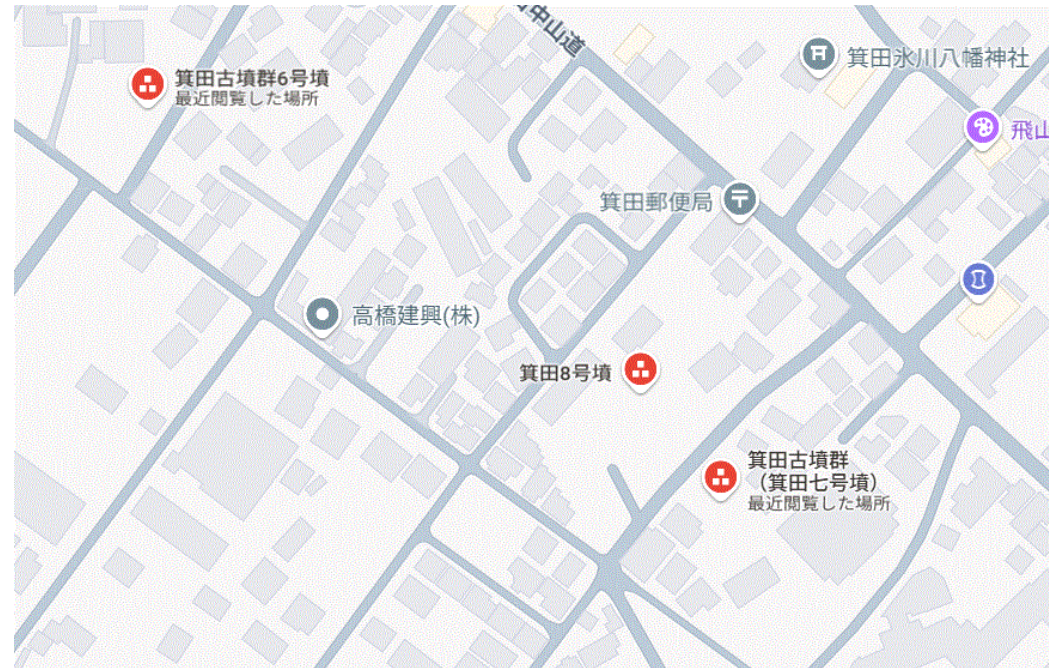 中山道
箕田氷川八幡神社
箕田古墳群6号墳
最近閲覧した場所
飛山
箕田郵便局
高橋建興(株)
箕田8号墳
箕田古墳群
(箕田七号墳)
最近閲覧した場所